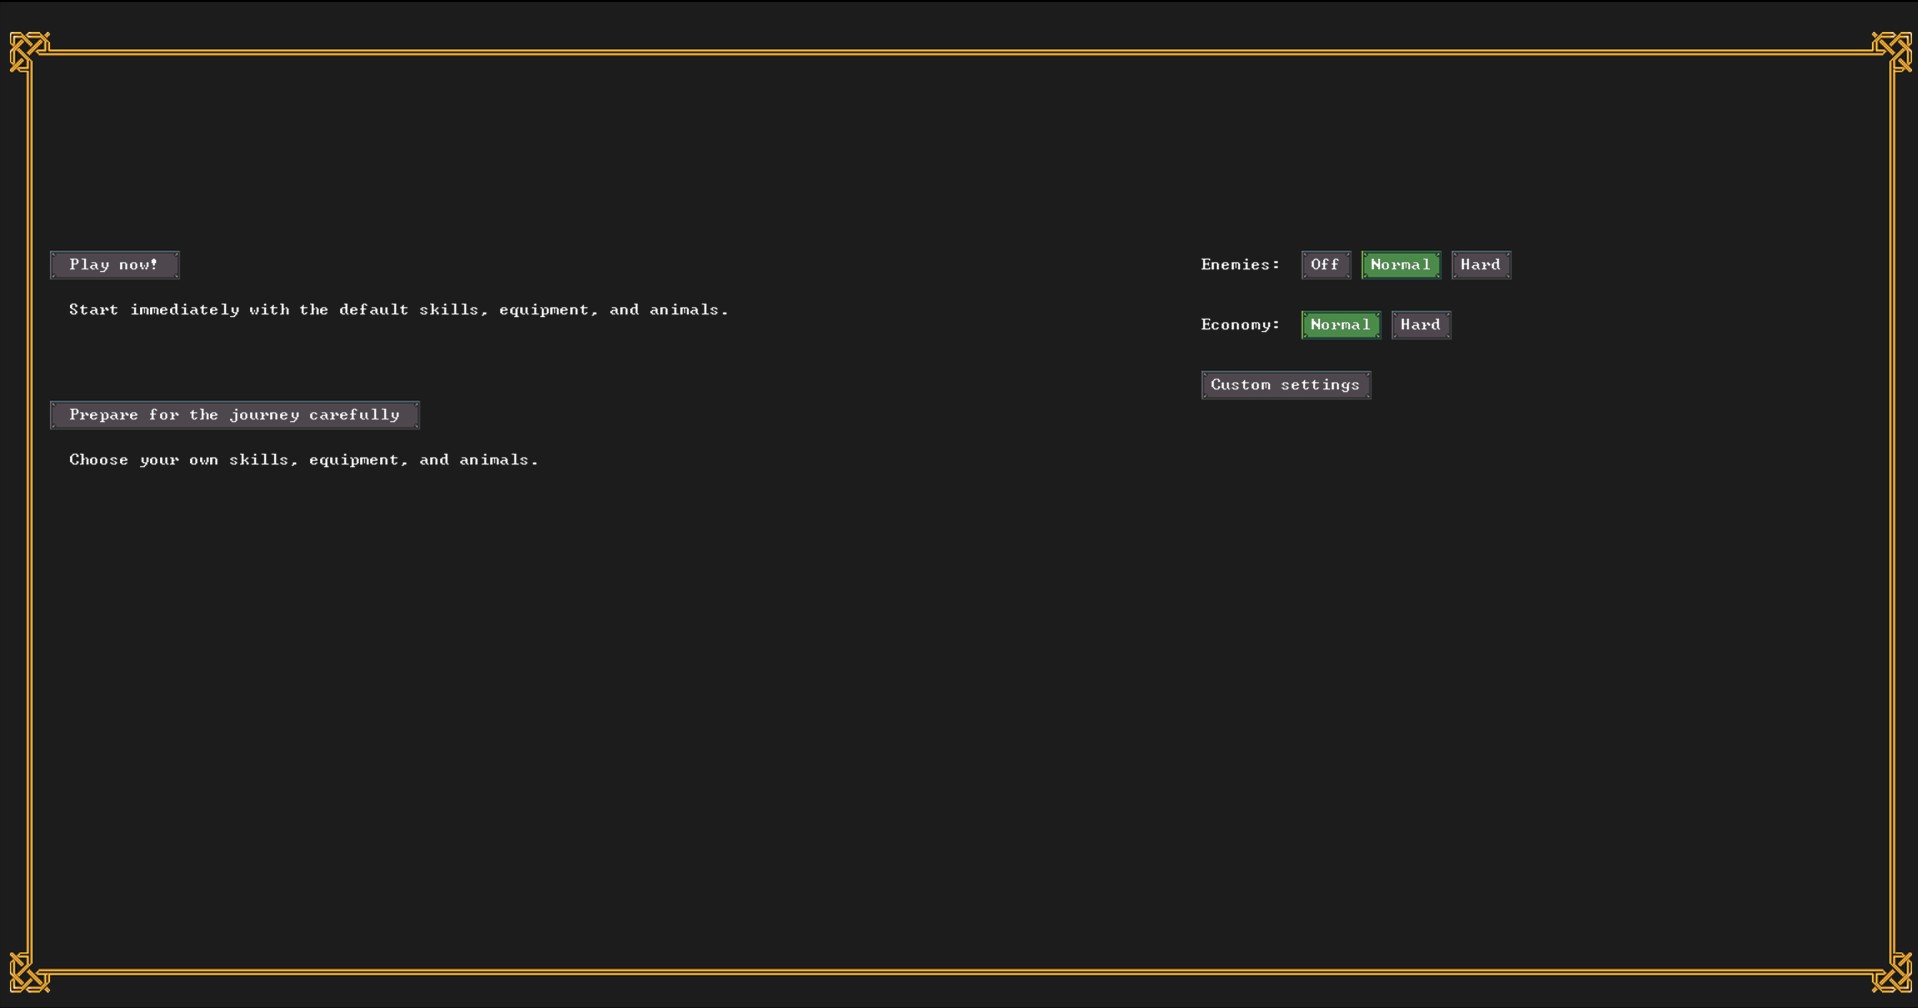 Play now!
Start immediately with the default skills, equipment, and animals.
Prepare for the journey carefully
Choose your own skills, equipment, and animals.
Enemies: Off Normal Hard
Economy: Normal Hard
Custom settings